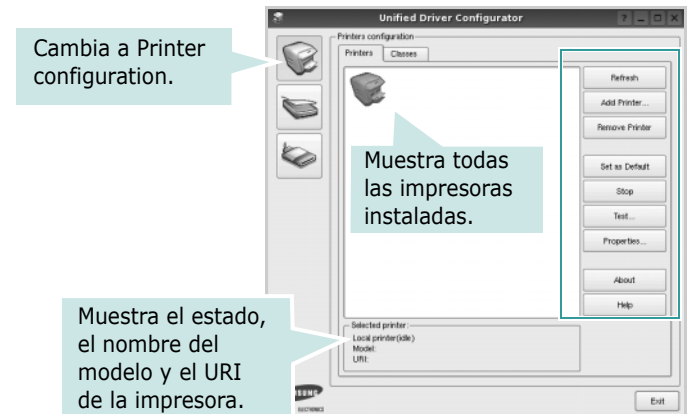 Unified Driver Configurator
Cambia a Printer
configuration.
Printers configuration
Printers Classes
Refresh
Add Printer...
Remove Printer
Set as Default
Stop
Test...
Properties...
About
Help
Muestra todas
las impresoras
instaladas.
Muestra el estado,
el nombre del
modelo y el URI
de la impresora.
Selected printer:
Local printer(idle)
Model:
URI:
ELECTRONICS
Exit